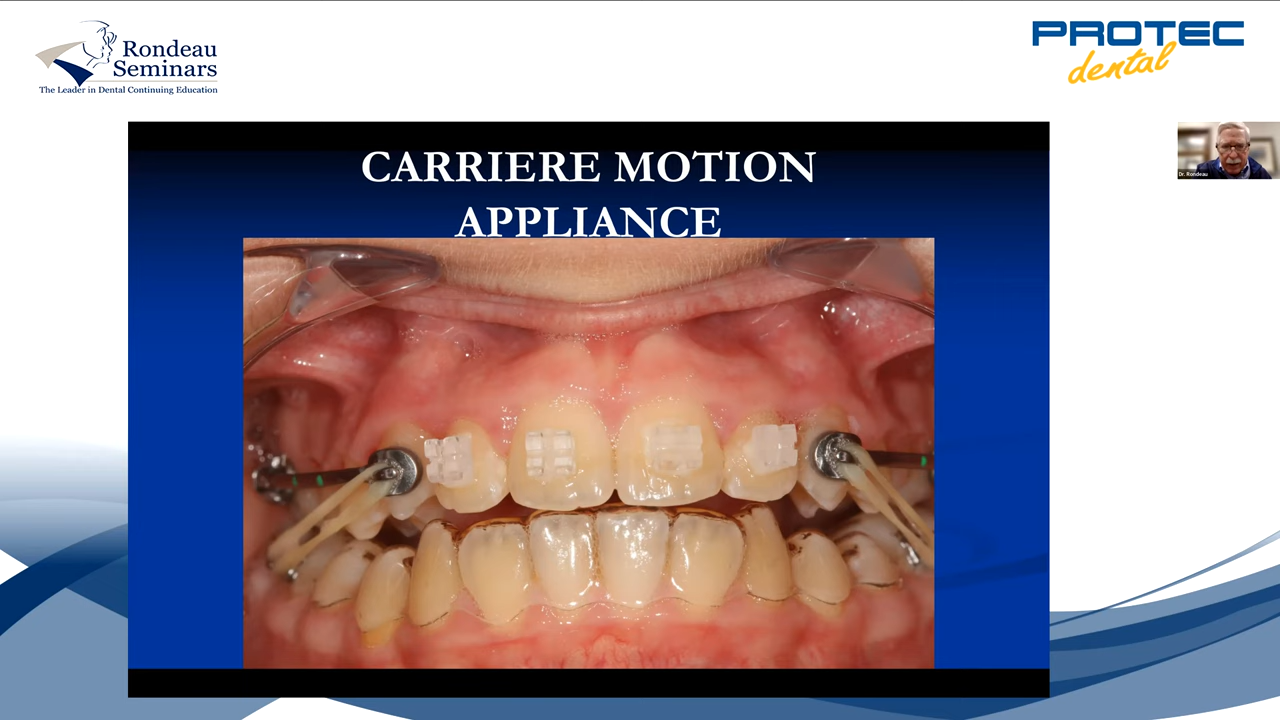 Rondeau
Seminars
The Leader in Dental Continuing Education
PROTEC
dental
CARRIERE MOTION
APPLIANCE
Dr. Rondeau